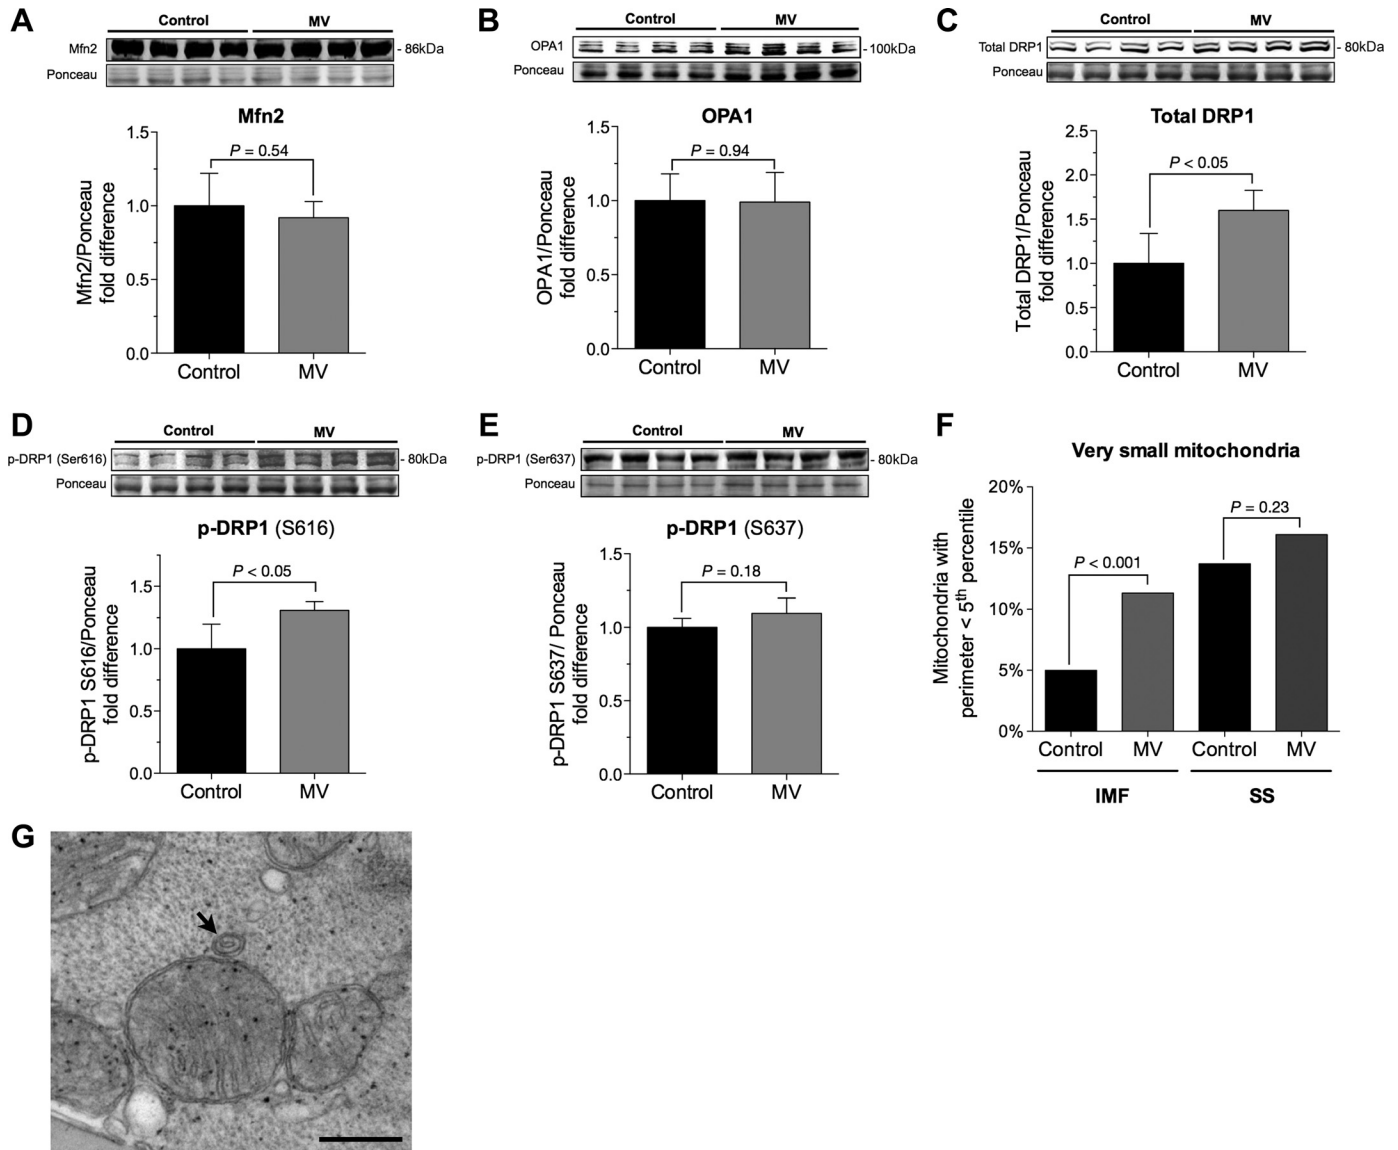 A
Control MV
Mfn2
- 86kDa
Ponceau
Mfn2
P = 0.54
Mfn2/Ponceau
fold difference
1.5
1.0
0.5
0.0
Control MV
B
Control MV
OPA1
- 100kDa
Ponceau
OPA1
P = 0.94
OPA1/Ponceau
fold difference
1.5
1.0
0.5
0.0
Control MV
C
Control MV
Total DRP1
- 80kDa
Ponceau
Total DRP1
P < 0.05
Total DRP1/Ponceau
fold difference
2.5
2.0
1.5
1.0
0.5
0.0
Control MV
D
Control MV
p-DRP1 (Ser616)
- 80kDa
Ponceau
p-DRP1 (S616)
P < 0.05
p-DRP1 S616/Ponceau
fold difference
1.5
1.0
0.5
0.0
Control MV
E
Control MV
p-DRP1 (Ser637)
- 80kDa
Ponceau
p-DRP1 (S637)
P = 0.18
p-DRP1 S637/ Ponceau
fold difference
1.5
1.0
0.5
0.0
Control MV
F
Very small mitochondria
Mitochondria with
perimeter < 5th percentile
20%
15%
10%
5%
0%
P < 0.001
P = 0.23
Control MV Control MV
IMF SS
G